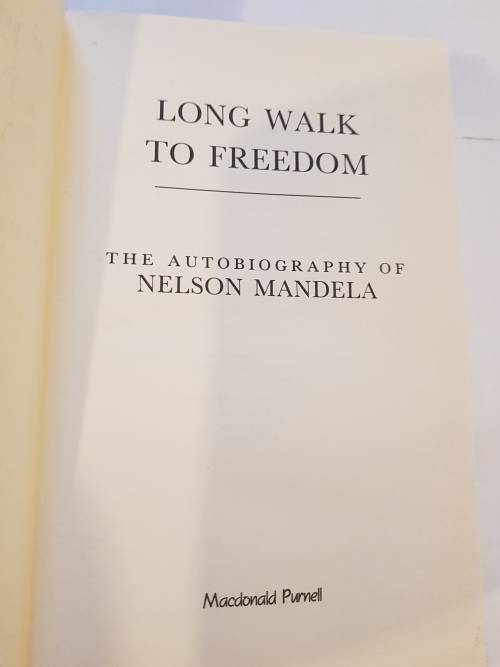 LONG WALK
TO FREEDOM
THE AUTOBIOGRAPHY OF
NELSON MANDELA
Macdonald Purnell